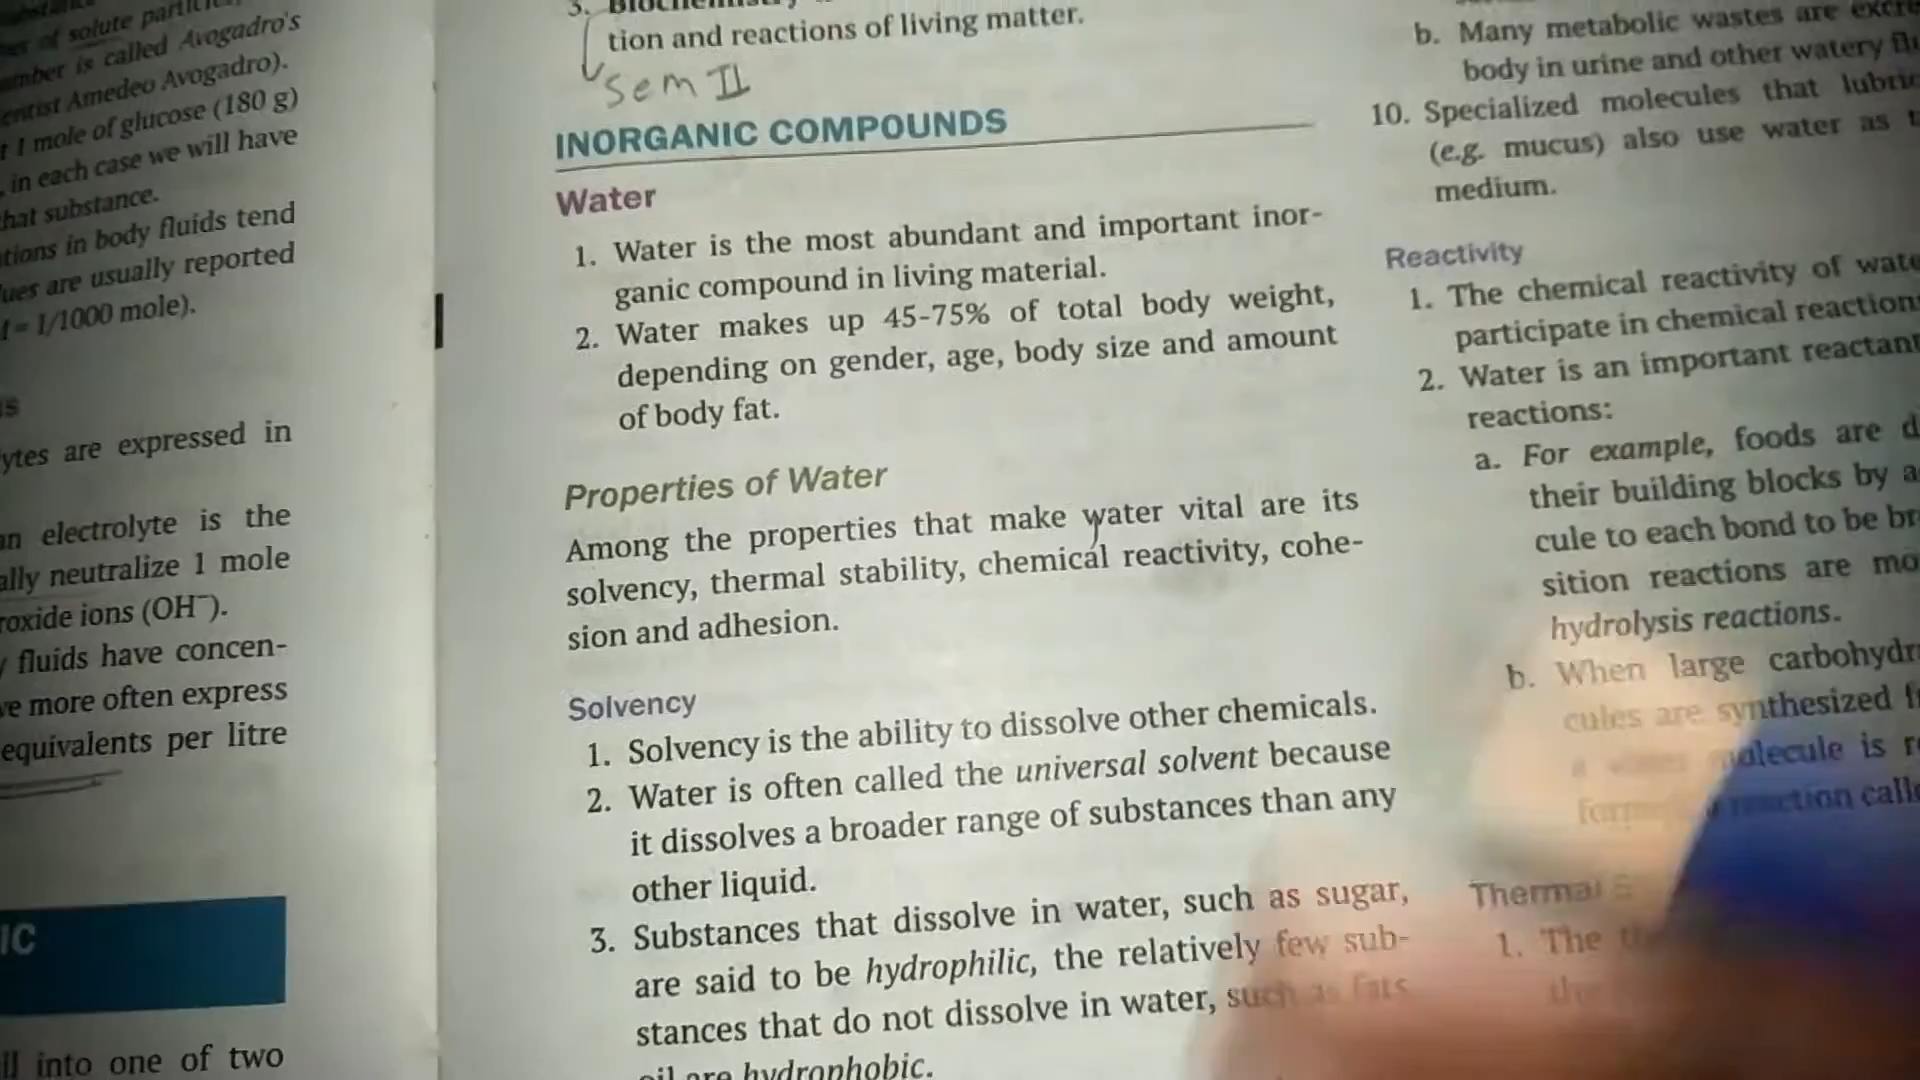 of solute
mber is called Avogadro's
entist Amedeo Avogadro).
1 mole of glucose (180 g)
in each case we will have
hat substance.
tions in body fluids tend
ues are usually reported
= 1/1000 mole).
ytes are expressed in
an electrolyte is the
ally neutralize 1 mole
roxide ions (OH⁻).
fluids have concen-
ve more often express
equivalents per litre
IC
ll into one of two
3. Biochemistry
tion and reactions of living matter.
Sem II
INORGANIC COMPOUNDS
Water
1. Water is the most abundant and important inor-
ganic compound in living material.
2. Water makes up 45-75% of total body weight,
depending on gender, age, body size and amount
of body fat.
Properties of Water
Among the properties that make water vital are its
solvency, thermal stability, chemical reactivity, cohe-
sion and adhesion.
Solvency
1. Solvency is the ability to dissolve other chemicals.
2. Water is often called the universal solvent because
it dissolves a broader range of substances than any
other liquid.
3. Substances that dissolve in water, such as sugar,
are said to be hydrophilic, the relatively few sub-
stances that do not dissolve in water, such as fats
oil are hydrophobic.
b. Many metabolic wastes are excre
body in urine and other watery flu
10. Specialized molecules that lubric
(e.g. mucus) also use water as t
medium.
Reactivity
1. The chemical reactivity of wate
participate in chemical reaction
2. Water is an important reactant
reactions:
a. For example, foods are d
their building blocks by a
cule to each bond to be br
sition reactions are mo
hydrolysis reactions.
b. When large carbohydr
cules are synthesized f
molecule is r
reaction calle
Thermal
1. The